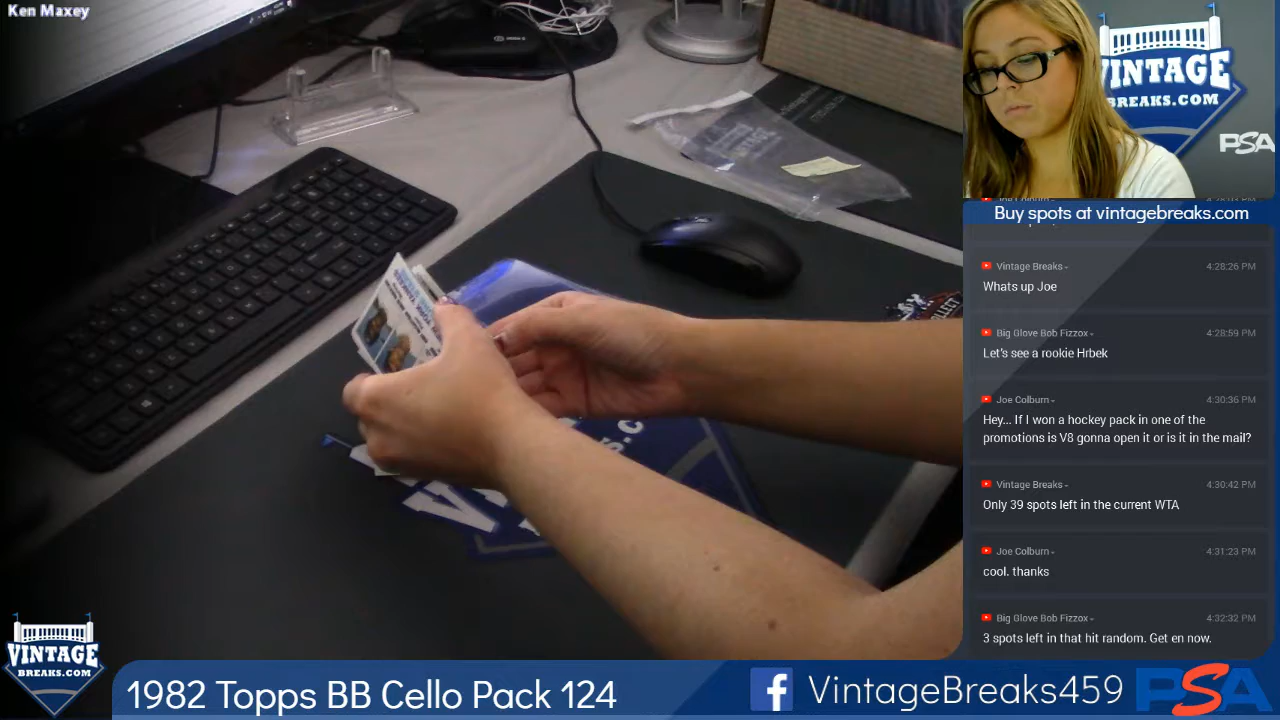 Ken Maxey
VINTAGE
BREAKS.COM
PSA
Buy spots at vintagebreaks.com
Vintage Breaks
4:28:26 PM
Whats up Joe
Big Glove Bob Fizzox
4:28:59 PM
Let's see a rookie Hrbek
Joe Colburn
4:30:36 PM
Hey... If I won a hockey pack in one of the
promotions is V8 gonna open it or is it in the mail?
Vintage Breaks
4:30:42 PM
Only 39 spots left in the current WTA
Joe Colburn
4:31:23 PM
cool. thanks
Big Glove Bob Fizzox
4:32:32 PM
3 spots left in that hit random. Get en now.
VINTAGE
BREAKS.COM
1982 Topps BB Cello Pack 124
VintageBreaks459
PSA